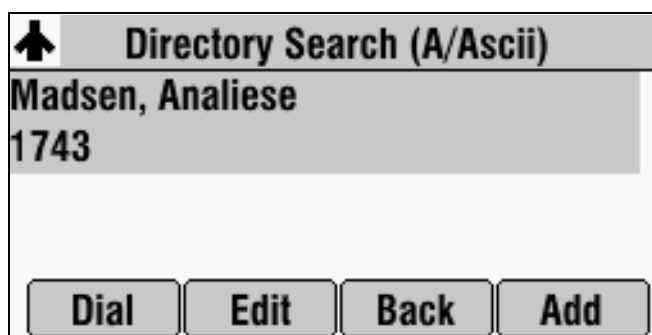 Directory Search (A/Ascii)
Madsen, Analiese
1743
Dial Edit Back Add